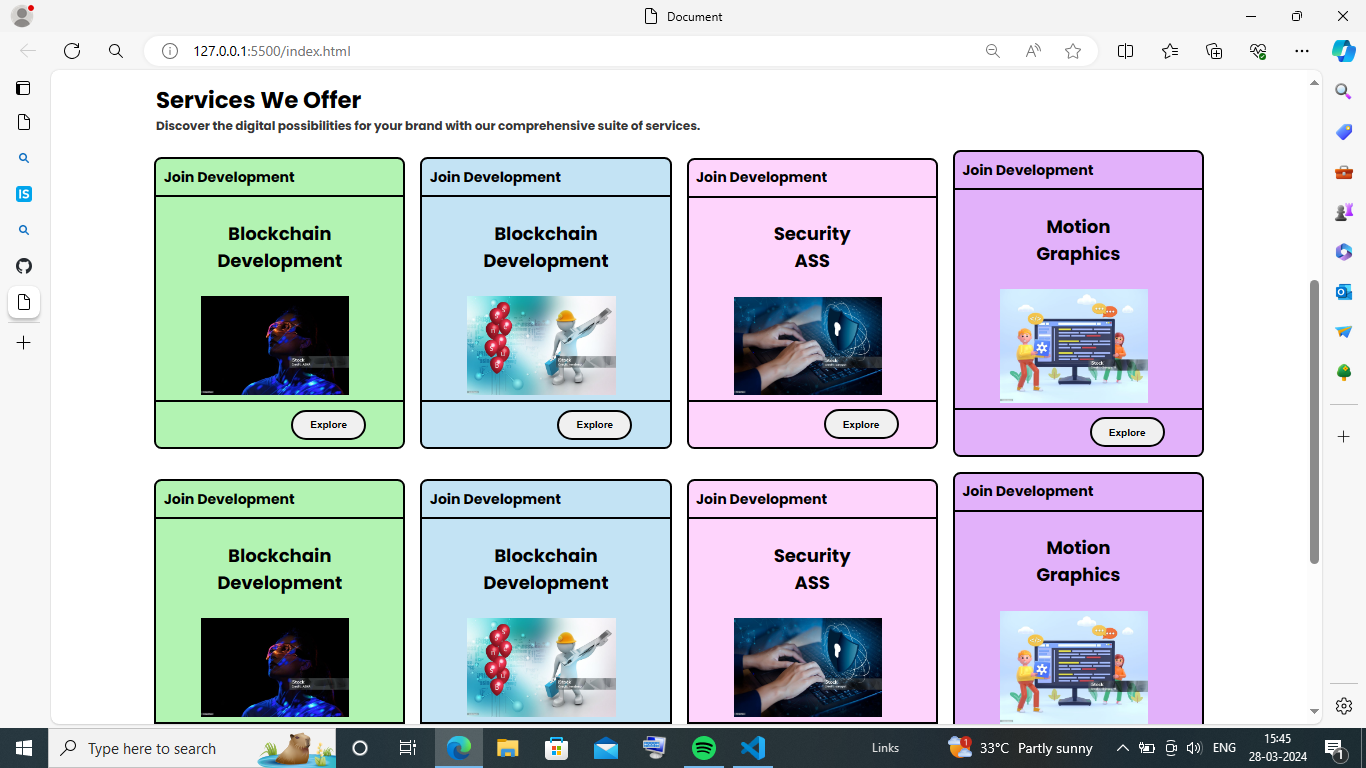 Document
127.0.0.1:5500/index.html
Services We Offer
Discover the digital possibilities for your brand with our comprehensive suite of services.
Join Development
Blockchain
Development
Explore
Join Development
Blockchain
Development
Explore
Join Development
Security
ASS
Explore
Join Development
Motion
Graphics
Explore
Join Development
Blockchain
Development
Join Development
Blockchain
Development
Join Development
Security
ASS
Join Development
Motion
Graphics
Type here to search
Links
1
33°C Partly sunny
ENG
15:45
28-03-2024
1